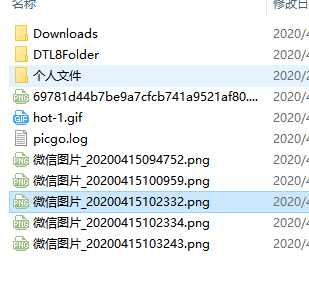 名称 修改日
Downloads 2020/4
DTL8Folder 2020/4
个人文件 2020/2
69781d44b7be9a7cfcb741a9521af80.... 2020/4
hot-1.gif 2020/4
picgo.log 2020/4
微信图片_20200415094752.png 2020/4
微信图片_20200415100959.png 2020/4
微信图片_20200415102332.png 2020/4
微信图片_20200415102334.png 2020/4
微信图片_20200415103243.png 2020/4